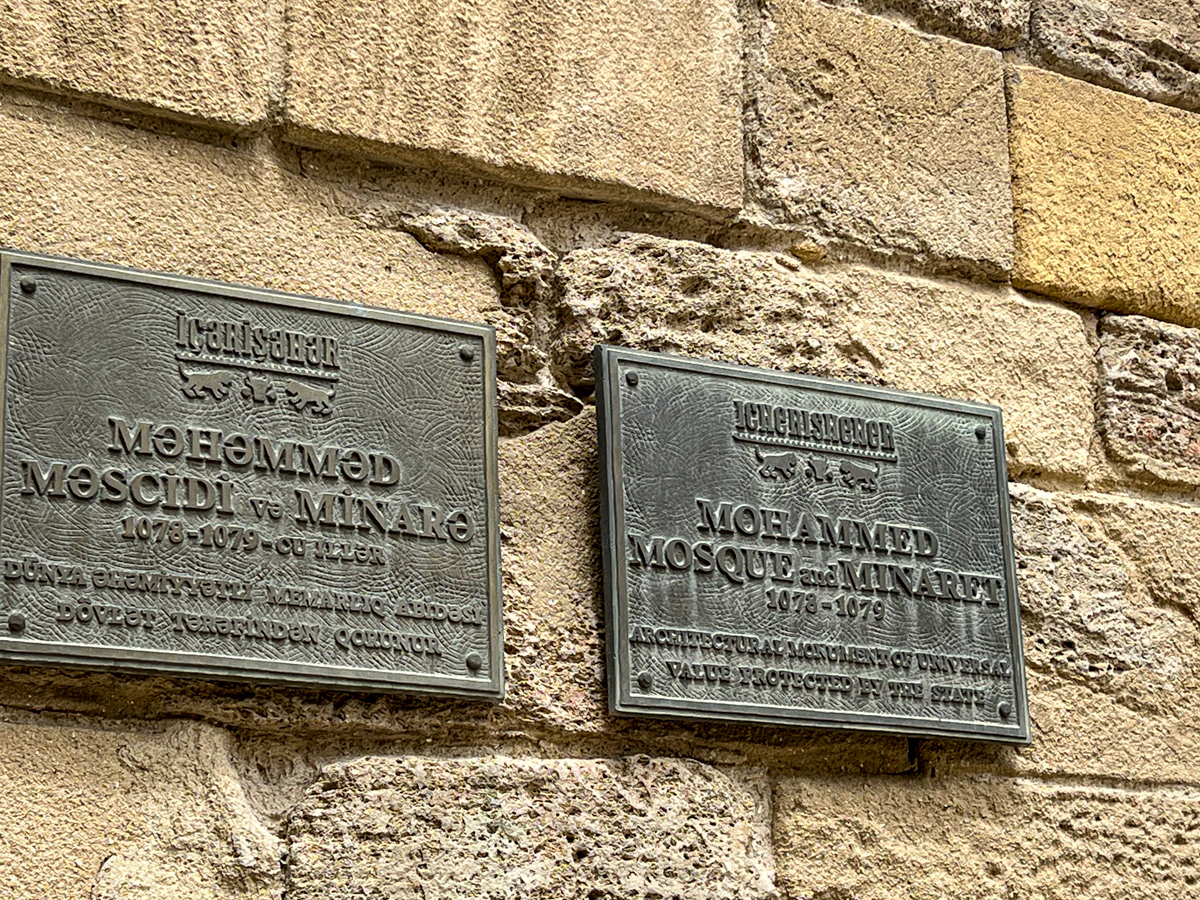 İÇƏRİŞƏHƏR
MƏHƏMMƏD
MƏSCİDİ və MİNARƏ
1078-1079-CU İLLƏR
DÜNYA ƏHƏMİYYƏTLİ MEMARLIQ ABİDƏSİ
DÖVLƏT TƏRƏFİNDƏN QORUNUR
ICHERISHEHER
MOHAMMED
MOSQUE and MINARET
1078-1079
ARCHITECTURAL MONUMENT OF UNIVERSAL
VALUE PROTECTED BY THE STATE